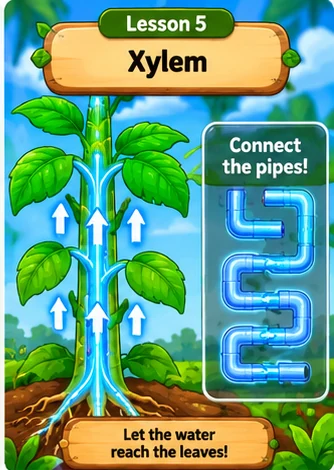 Lesson 5
Xylem
Connect
the pipes!
Let the water
reach the leaves!